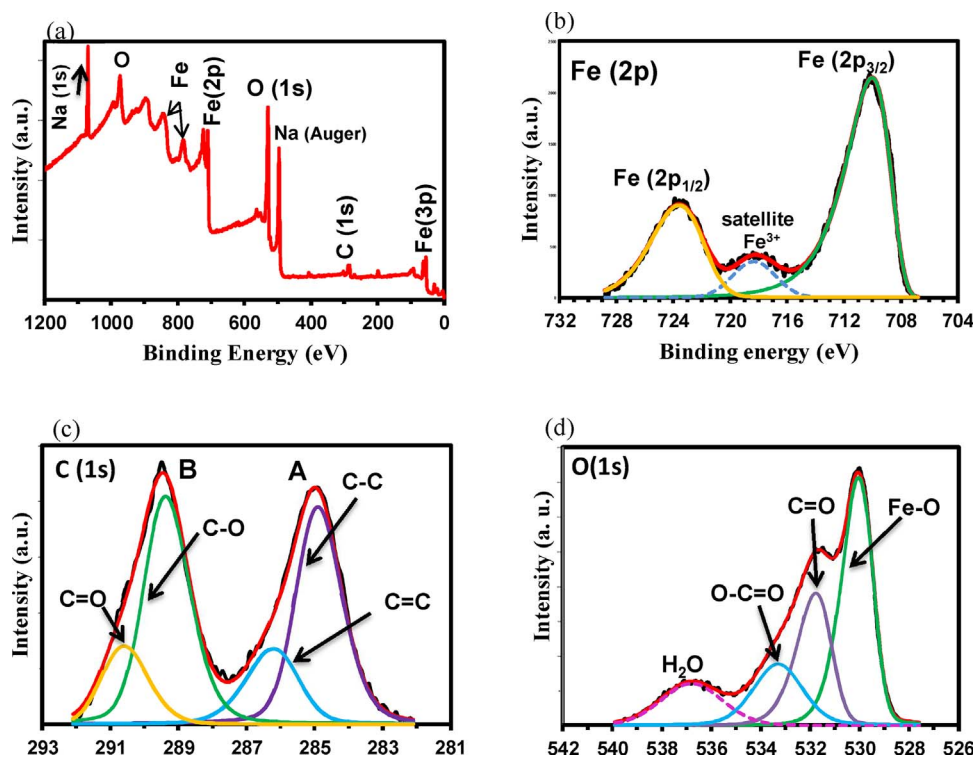 (a)
Na (1s)
O
Fe
Fe(2p)
O (1s)
Na (Auger)
C (1s)
Fe(3p)
Intensity (a.u.)
1200 1000 800 600 400 200 0
Binding Energy (eV)
(b)
Fe (2p)
Fe (2p3/2)
Fe (2p1/2)
satellite
Fe³⁺
Intensity (a.u.)
732 728 724 720 716 712 708 704
Binding energy (eV)
(c)
C (1s)
B
A
C-C
C-O
C=O
C=C
Intensity (a.u.)
293 291 289 287 285 283 281
(d)
O(1s)
C=O
Fe-O
O-C=O
H₂O
Intensity (a. u.)
542 540 538 536 534 532 530 528 526